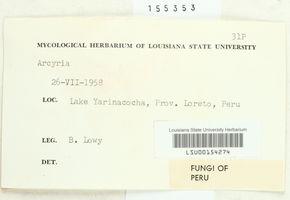 155353
31P
MYCOLOGICAL HERBARIUM OF LOUISIANA STATE UNIVERSITY
Arcyria
26-VII-1958
LOC. Lake Yarinacocha, Prov. Loreto, Peru
Louisiana State University Herbarium
LEG. B. Lowy
LSU00154274
DET.
FUNGI OF
PERU